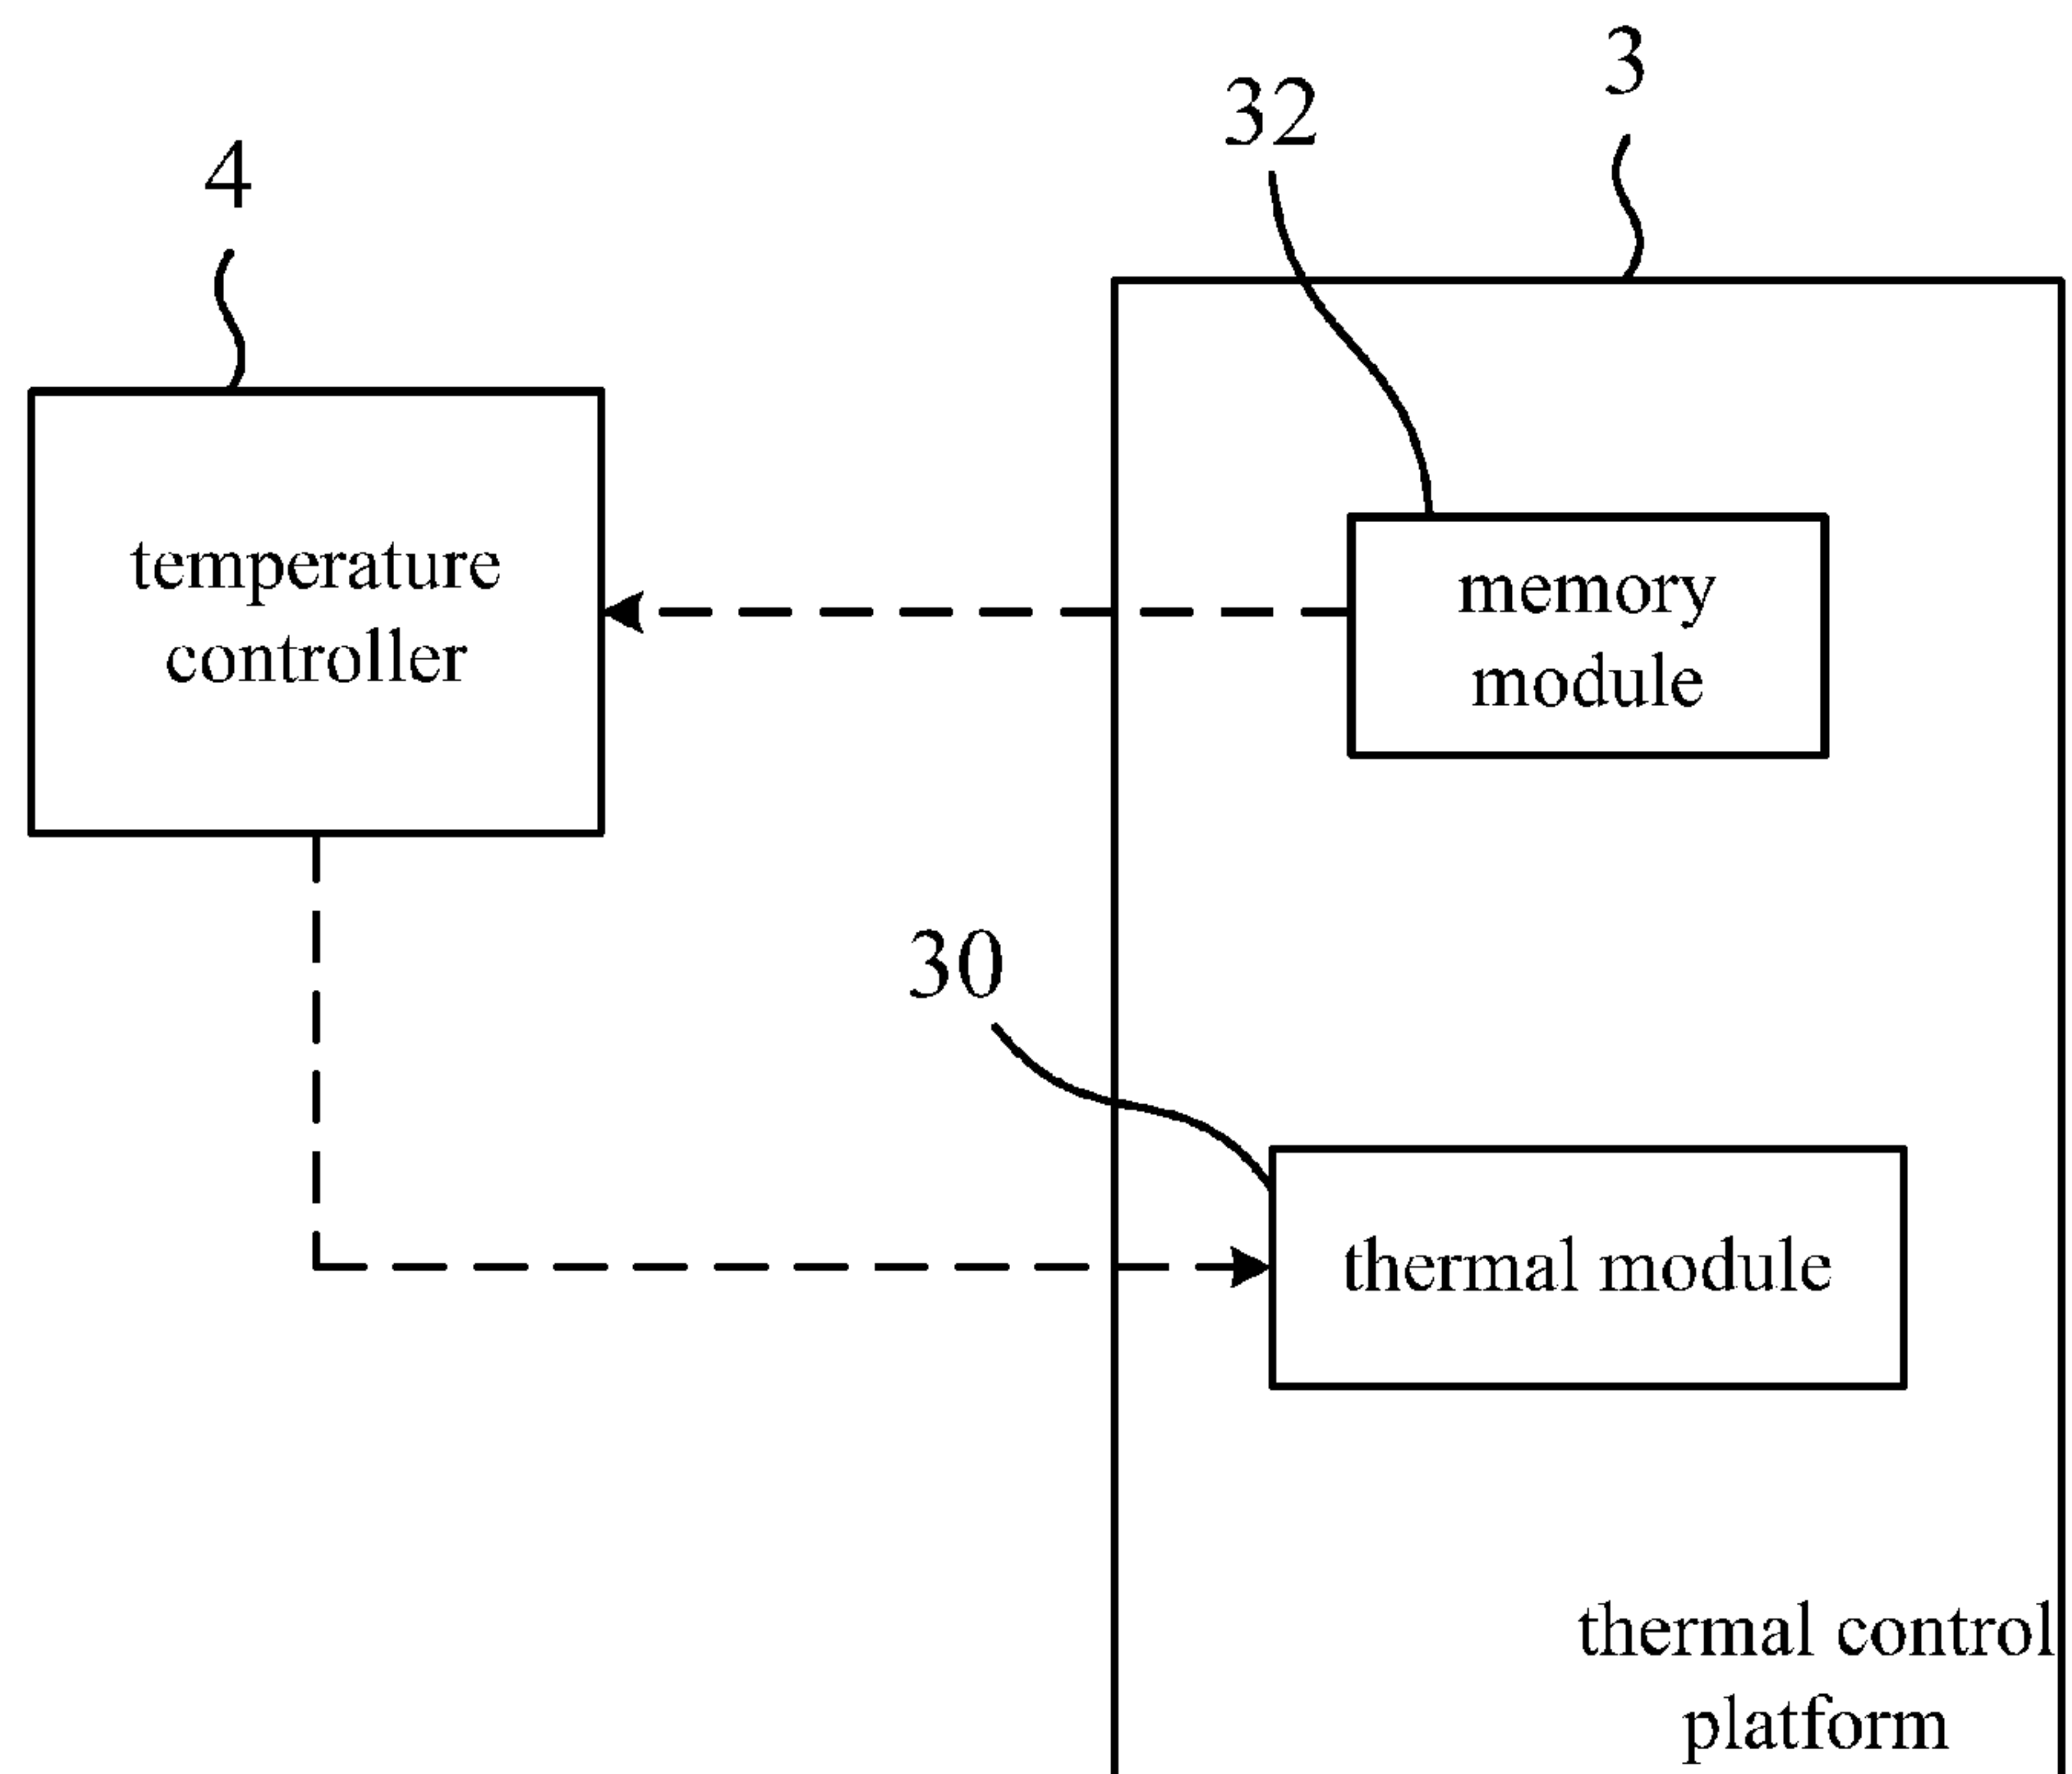 3
32
4
temperature
controller
memory
module
30
thermal module
thermal control
platform